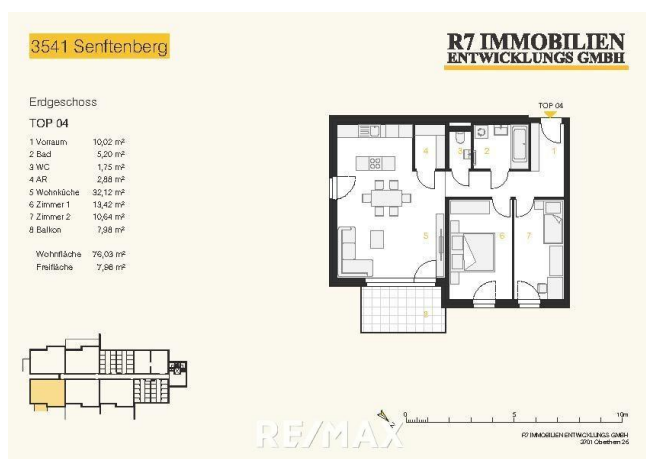 3541 Senftenberg
R7 IMMOBILIEN
ENTWICKLUNGS GMBH
Erdgeschoss
TOP 04
1 Vorraum 10,02 m²
2 Bad 5,20 m²
3 WC 1,75 m²
4 AR 2,88 m²
5 Wohnküche 32,12 m²
6 Zimmer 1 13,42 m²
7 Zimmer 2 10,64 m²
8 Balkon 7,98 m²
Wohnfläche 76,03 m²
Freifläche 7,98 m²
TOP 04
1
2
3
4
5
6
7
8
N
0 5 10m
RE/MAX
R7 IMMOBILIEN ENTWICKLUNGS GMBH
2701 Oberthern 26